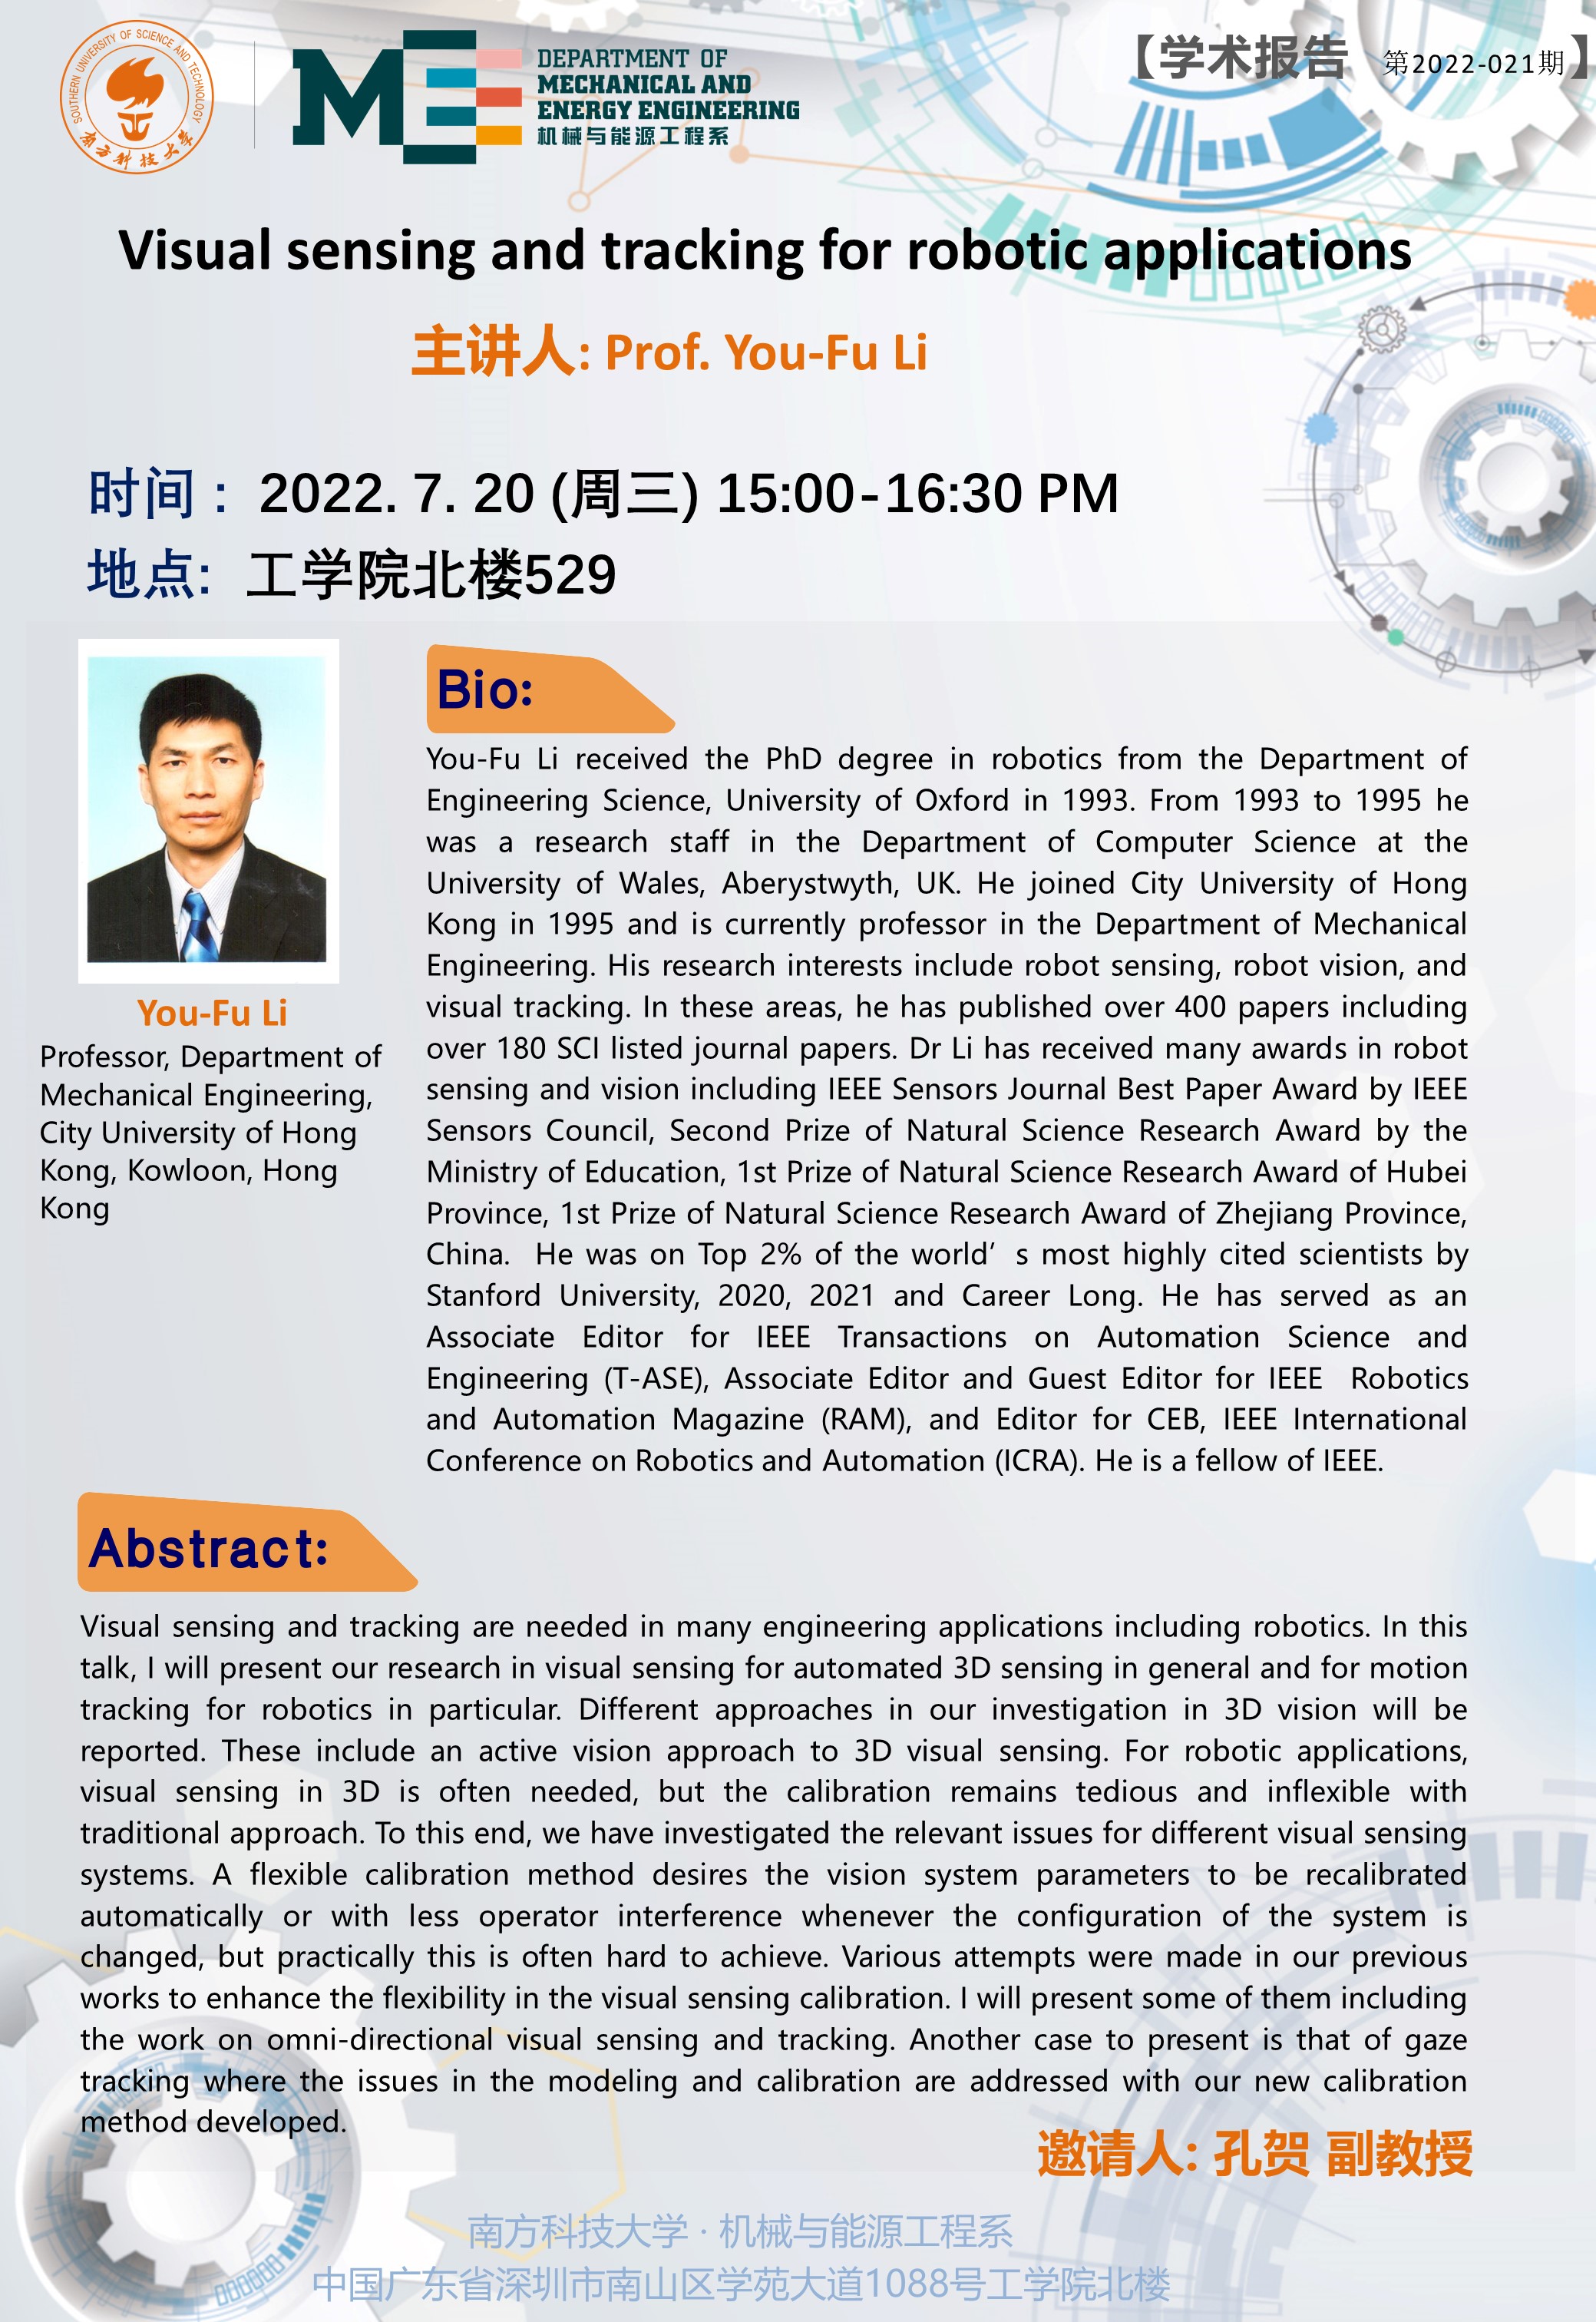 SOUTHERN UNIVERSITY OF SCIENCE AND TECHNOLOGY
南方科技大学
ME
DEPARTMENT OF
MECHANICAL AND
ENERGY ENGINEERING
机械与能源工程系
【学术报告 第2022-021期】
Visual sensing and tracking for robotic applications
主讲人: Prof. You-Fu Li
时间： 2022. 7. 20 (周三) 15:00-16:30 PM
地点: 工学院北楼529
Bio:
You-Fu Li received the PhD degree in robotics from the Department of
Engineering Science, University of Oxford in 1993. From 1993 to 1995 he
was a research staff in the Department of Computer Science at the
University of Wales, Aberystwyth, UK. He joined City University of Hong
Kong in 1995 and is currently professor in the Department of Mechanical
Engineering. His research interests include robot sensing, robot vision, and
visual tracking. In these areas, he has published over 400 papers including
over 180 SCI listed journal papers. Dr Li has received many awards in robot
sensing and vision including IEEE Sensors Journal Best Paper Award by IEEE
Sensors Council, Second Prize of Natural Science Research Award by the
Ministry of Education, 1st Prize of Natural Science Research Award of Hubei
Province, 1st Prize of Natural Science Research Award of Zhejiang Province,
China. He was on Top 2% of the world’ s most highly cited scientists by
Stanford University, 2020, 2021 and Career Long. He has served as an
Associate Editor for IEEE Transactions on Automation Science and
Engineering (T-ASE), Associate Editor and Guest Editor for IEEE Robotics
and Automation Magazine (RAM), and Editor for CEB, IEEE International
Conference on Robotics and Automation (ICRA). He is a fellow of IEEE.
You-Fu Li
Professor, Department of
Mechanical Engineering,
City University of Hong
Kong, Kowloon, Hong
Kong
Abstract:
Visual sensing and tracking are needed in many engineering applications including robotics. In this
talk, I will present our research in visual sensing for automated 3D sensing in general and for motion
tracking for robotics in particular. Different approaches in our investigation in 3D vision will be
reported. These include an active vision approach to 3D visual sensing. For robotic applications,
visual sensing in 3D is often needed, but the calibration remains tedious and inflexible with
traditional approach. To this end, we have investigated the relevant issues for different visual sensing
systems. A flexible calibration method desires the vision system parameters to be recalibrated
automatically or with less operator interference whenever the configuration of the system is
changed, but practically this is often hard to achieve. Various attempts were made in our previous
works to enhance the flexibility in the visual sensing calibration. I will present some of them including
the work on omni-directional visual sensing and tracking. Another case to present is that of gaze
tracking where the issues in the modeling and calibration are addressed with our new calibration
method developed.
邀请人: 孔贺 副教授
南方科技大学 · 机械与能源工程系
中国广东省深圳市南山区学苑大道1088号工学院北楼